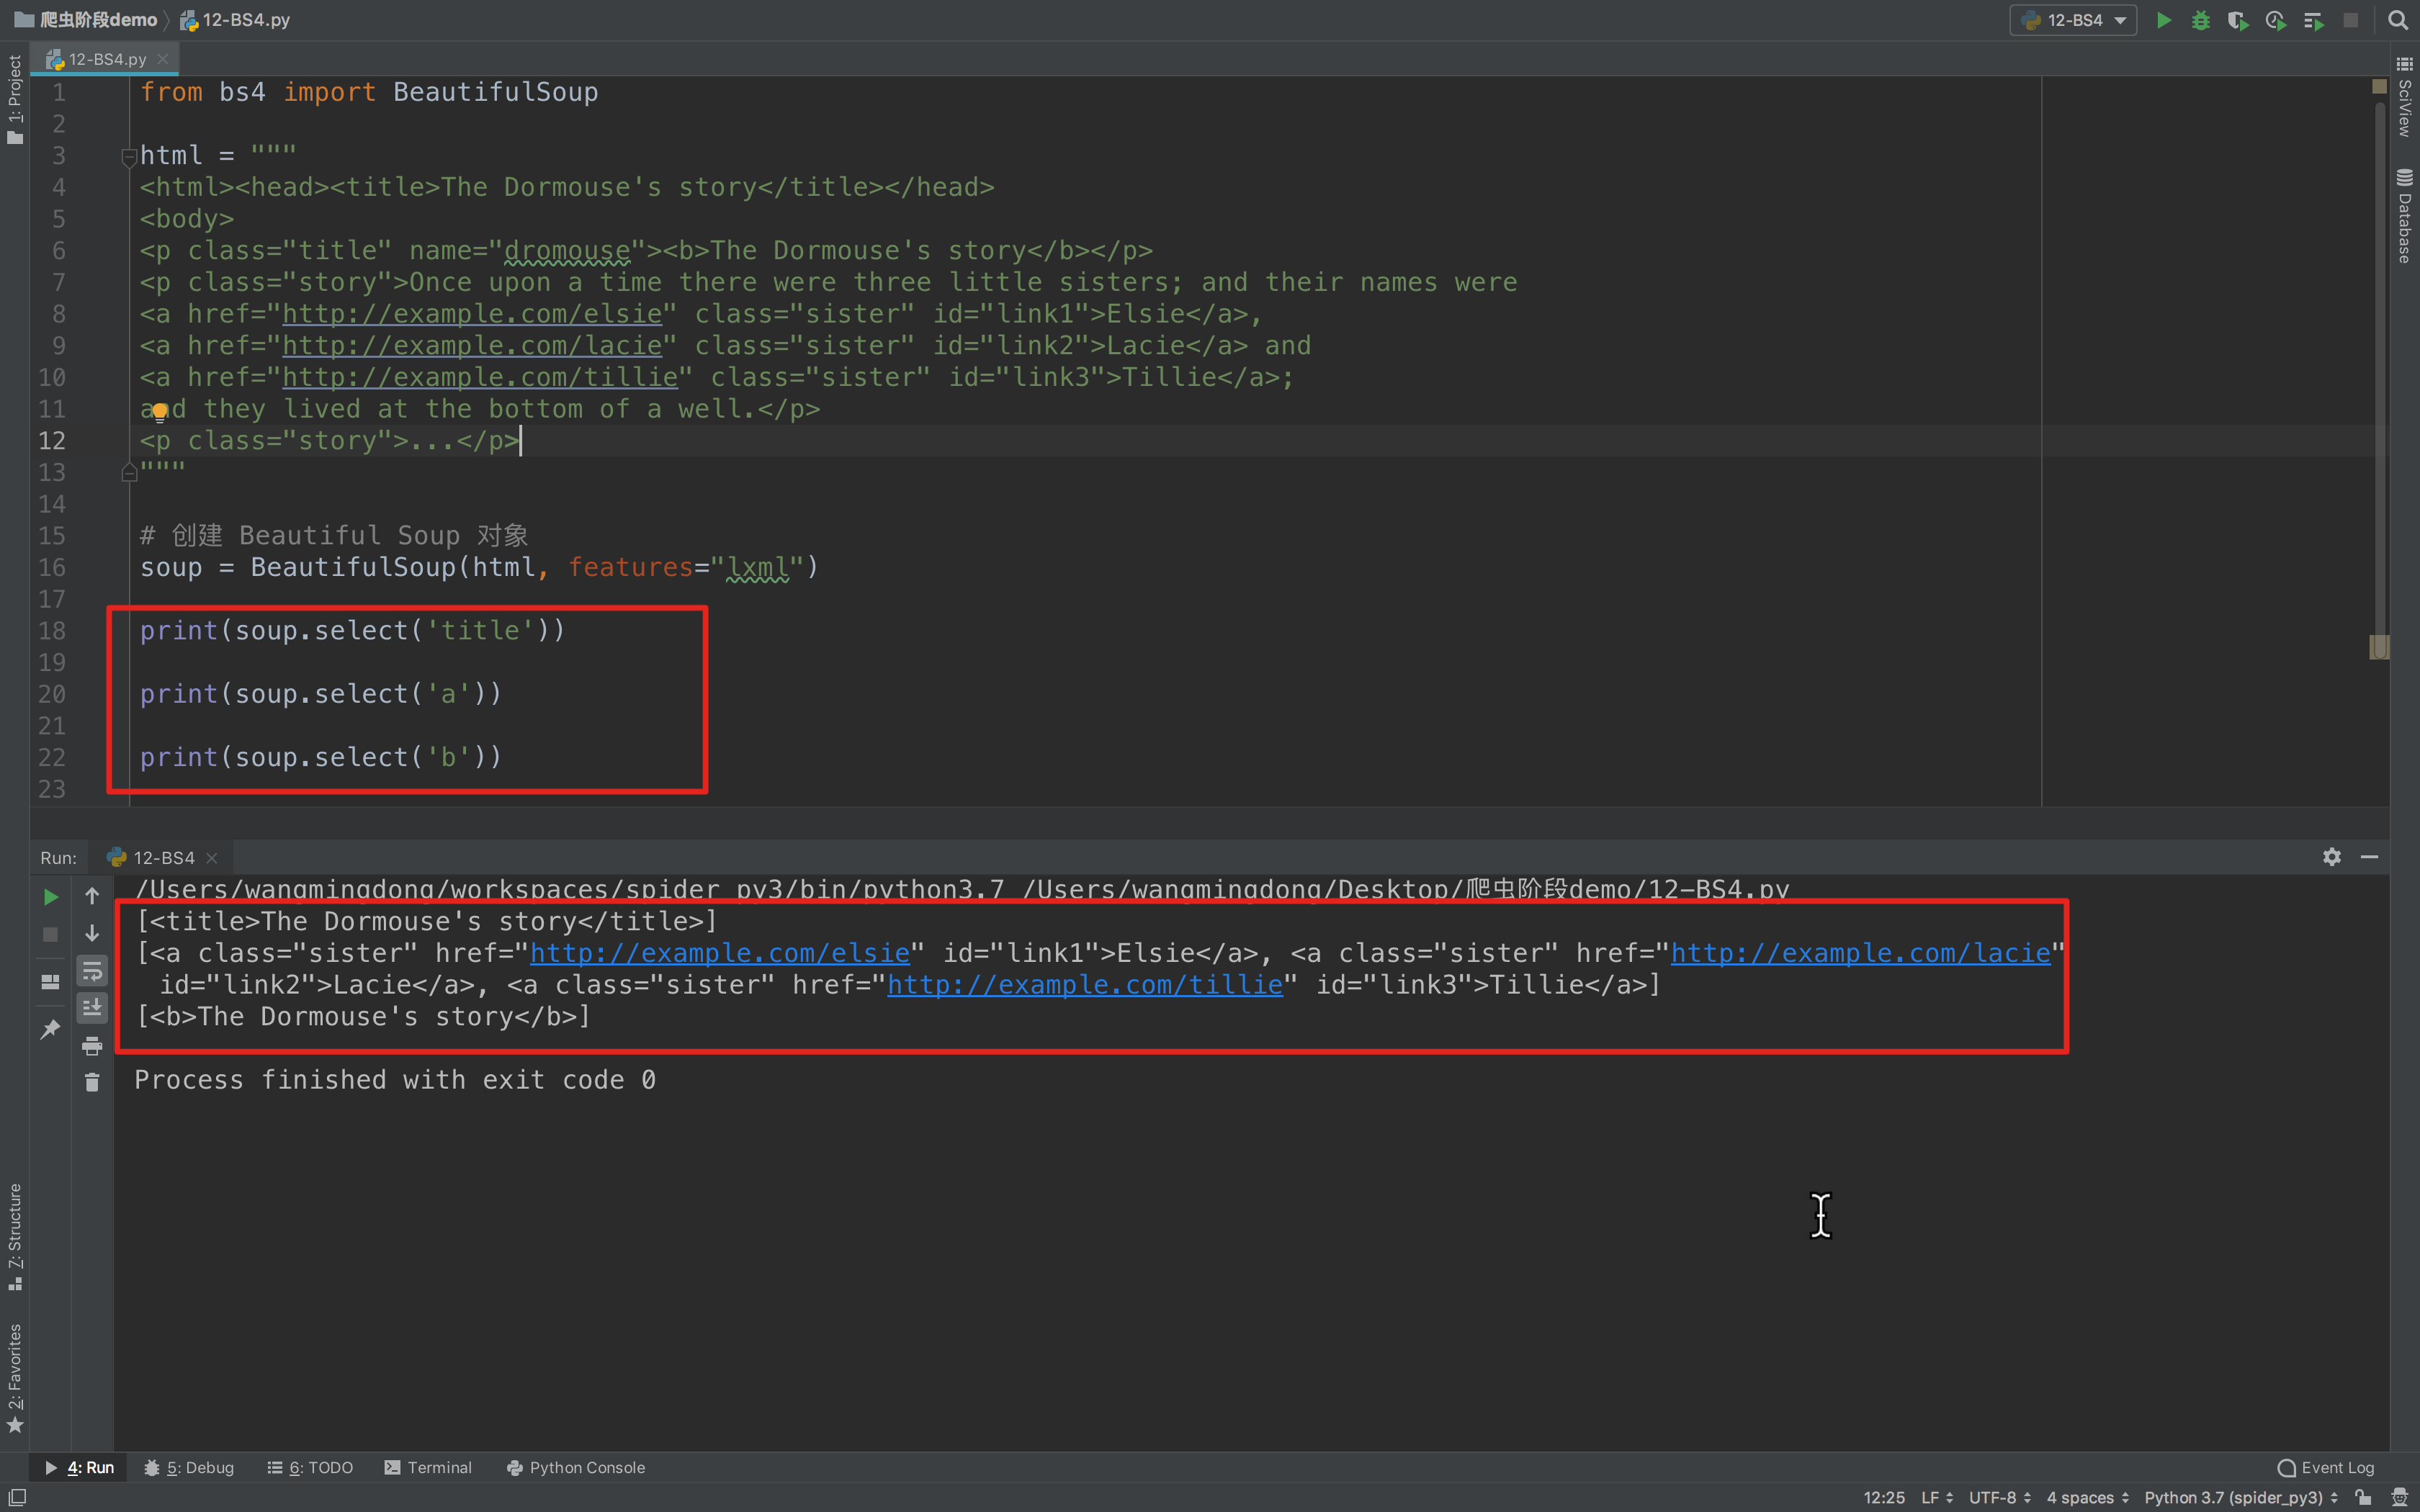 爬虫阶段demo 12-BS4.py
12-BS4
12-BS4.py
1: Project
SciView
Database
1 from bs4 import BeautifulSoup
2
3 html = """
4 <html><head><title>The Dormouse's story</title></head>
5 <body>
6 <p class="title" name="dromouse"><b>The Dormouse's story</b></p>
7 <p class="story">Once upon a time there were three little sisters; and their names were
8 <a href="http://example.com/elsie" class="sister" id="link1">Elsie</a>,
9 <a href="http://example.com/lacie" class="sister" id="link2">Lacie</a> and
10 <a href="http://example.com/tillie" class="sister" id="link3">Tillie</a>;
11 and they lived at the bottom of a well.</p>
12 <p class="story">...</p>
13 """
14
15 # 创建 Beautiful Soup 对象
16 soup = BeautifulSoup(html, features="lxml")
17
18 print(soup.select('title'))
19
20 print(soup.select('a'))
21
22 print(soup.select('b'))
23
Run: 12-BS4
/Users/wangmingdong/workspaces/spider_py3/bin/python3.7 /Users/wangmingdong/Desktop/爬虫阶段demo/12-BS4.py
[<title>The Dormouse's story</title>]
[<a class="sister" href="http://example.com/elsie" id="link1">Elsie</a>, <a class="sister" href="http://example.com/lacie"
id="link2">Lacie</a>, <a class="sister" href="http://example.com/tillie" id="link3">Tillie</a>]
[<b>The Dormouse's story</b>]
Process finished with exit code 0
7: Structure
2: Favorites
4: Run 5: Debug 6: TODO Terminal Python Console Event Log
12:25 LF UTF-8 4 spaces Python 3.7 (spider_py3)